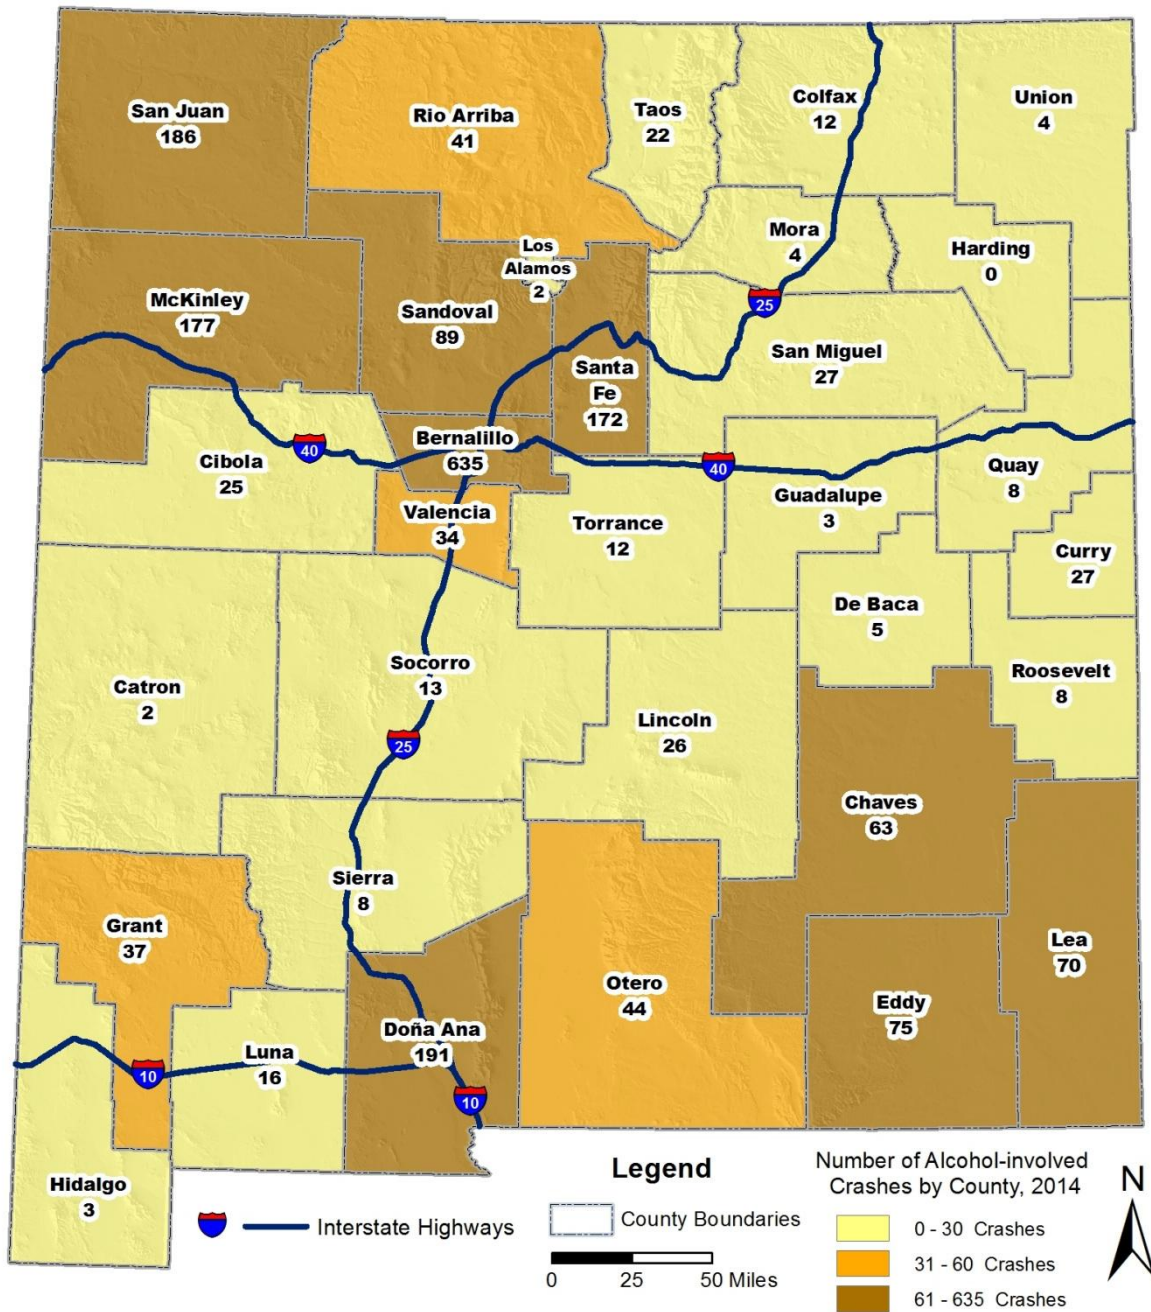 San Juan
186
Rio Arriba
41
Taos
22
Colfax
12
Union
4
Mora
4
Harding
0
Los
Alamos
2
McKinley
177
Sandoval
89
25
San Miguel
27
Santa
Fe
172
Bernalillo
635
40
Cibola
25
40
Quay
8
Guadalupe
3
Valencia
34
Torrance
12
Curry
27
De Baca
5
Socorro
13
Roosevelt
8
Catron
2
Lincoln
26
25
Chaves
63
Sierra
8
Grant
37
Lea
70
Otero
44
Eddy
75
Doña Ana
191
Luna
16
10
10
Hidalgo
3
Legend
Interstate Highways
County Boundaries
0 25 50 Miles
Number of Alcohol-involved
Crashes by County, 2014
0 - 30 Crashes
31 - 60 Crashes
61 - 635 Crashes
N